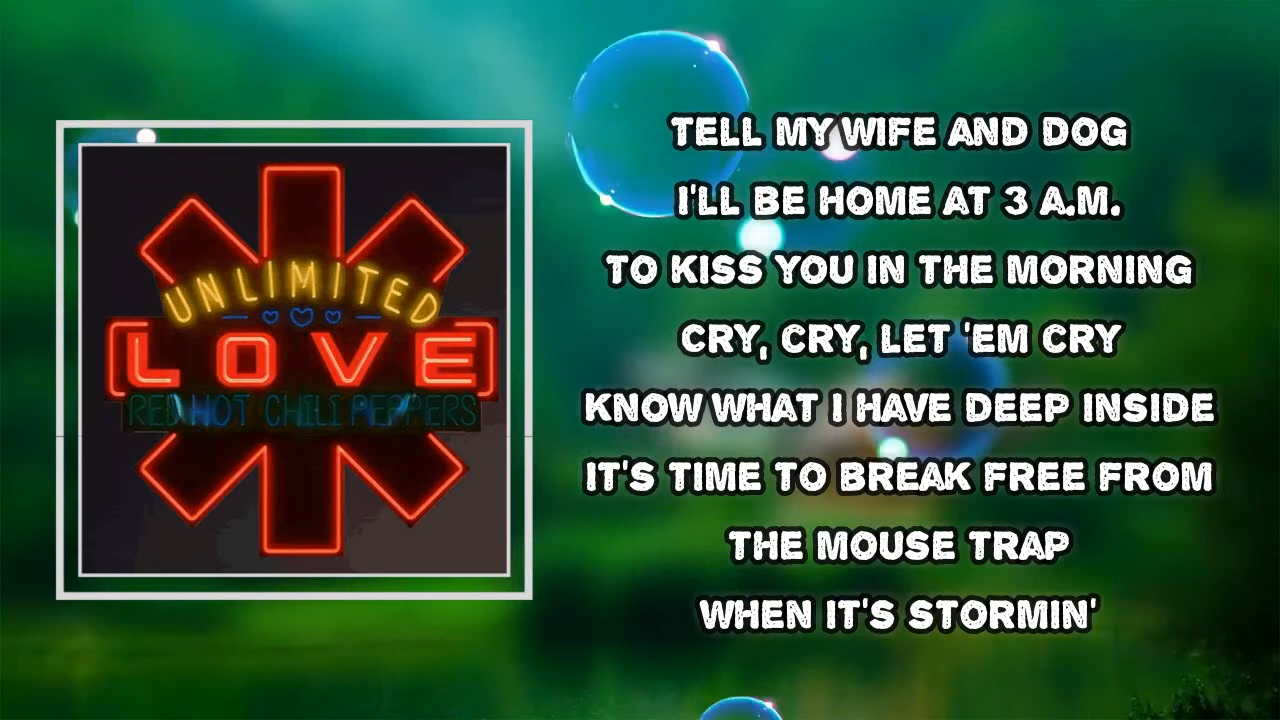 UNLIMITED
LOVE
RED HOT CHILI PEPPERS
TELL MY WIFE AND DOG
I'LL BE HOME AT 3 A.M.
TO KISS YOU IN THE MORNING
CRY, CRY, LET 'EM CRY
KNOW WHAT I HAVE DEEP INSIDE
IT'S TIME TO BREAK FREE FROM
THE MOUSE TRAP
WHEN IT'S STORMIN'